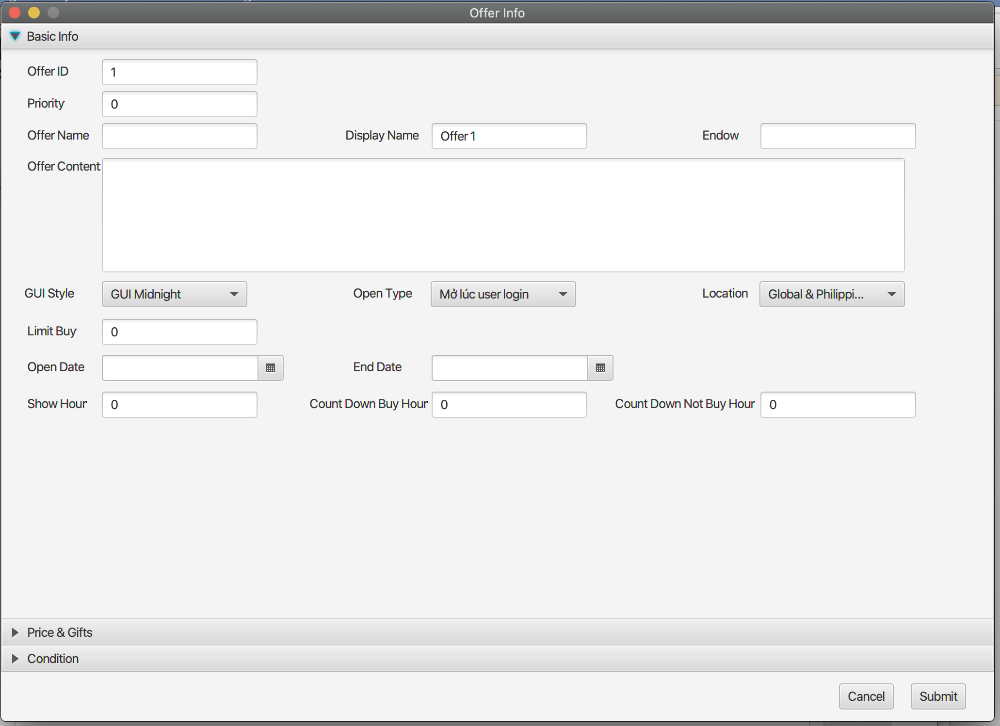 Offer Info
Basic Info
Offer ID 1
Priority 0
Offer Name Display Name Offer 1 Endow
Offer Content
GUI Style GUI Midnight Open Type Mở lúc user login Location Global & Philippi...
Limit Buy 0
Open Date End Date
Show Hour 0 Count Down Buy Hour 0 Count Down Not Buy Hour 0
Price & Gifts
Condition
Cancel Submit